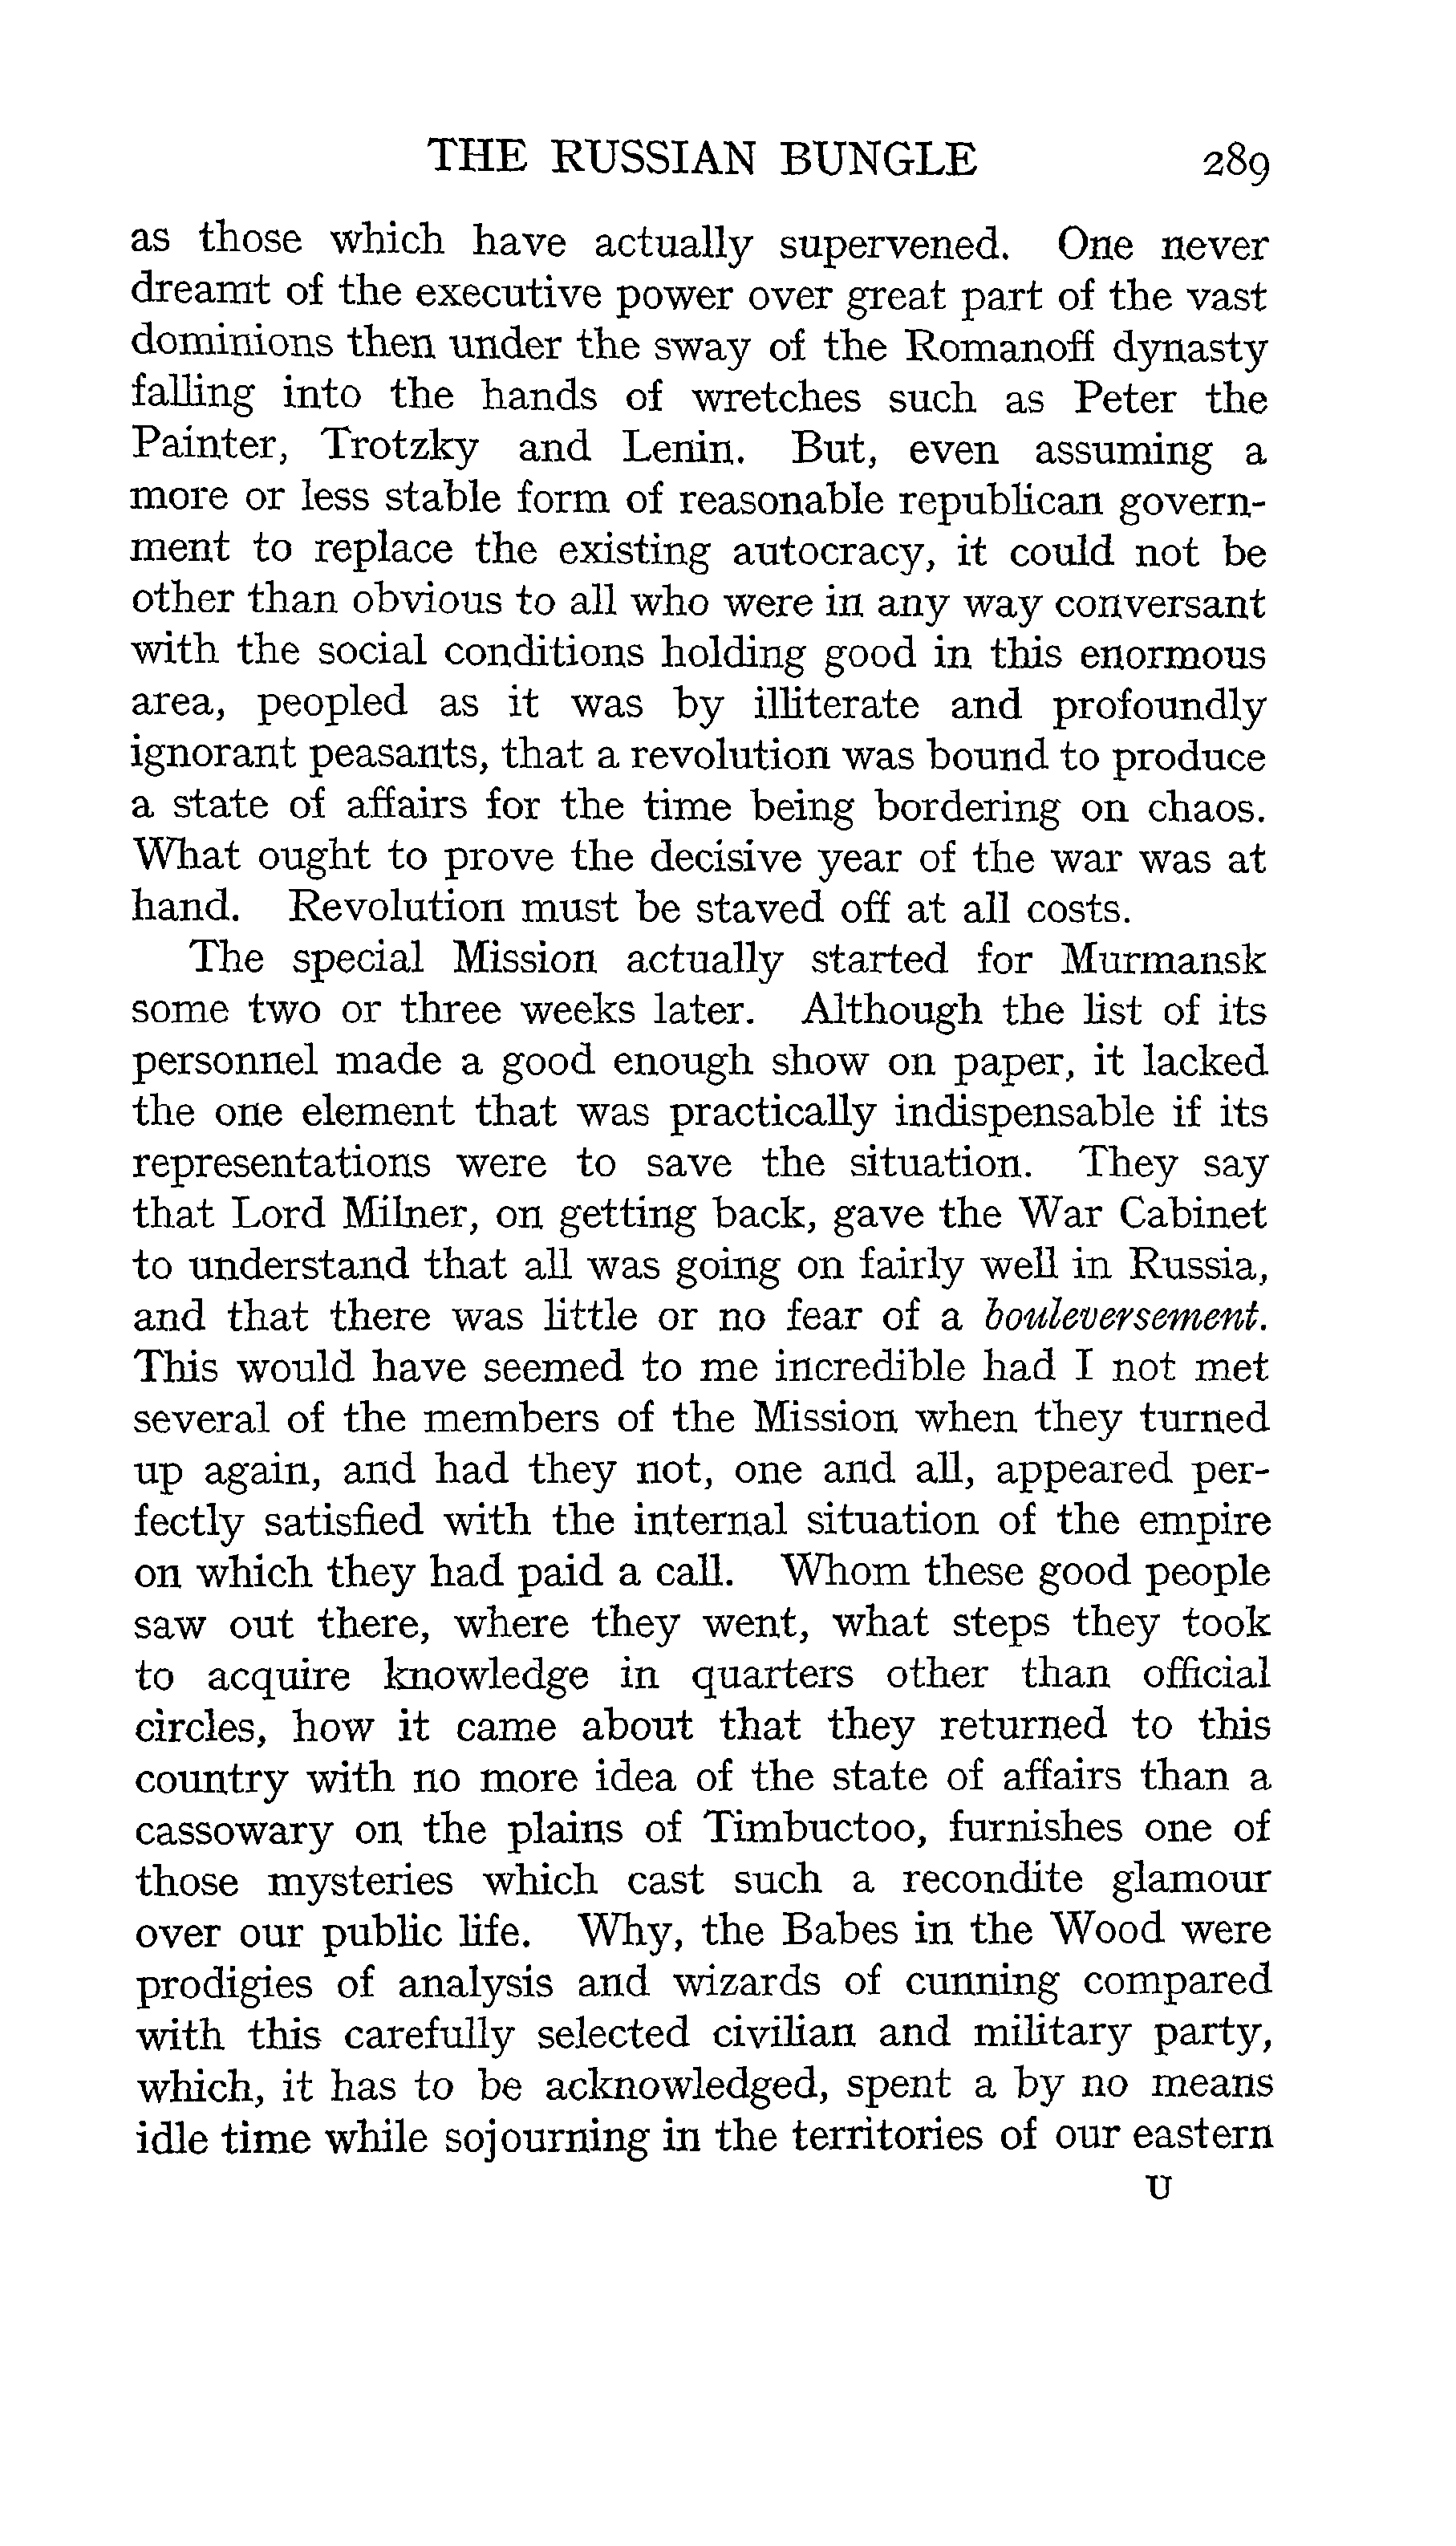 THE RUSSIAN BUNGLE 289
as those which have actually supervened. One never
dreamt of the executive power over great part of the vast
dominions then under the sway of the Romanoff dynasty
falling into the hands of wretches such as Peter the
Painter, Trotzky and Lenin. But, even assuming a
more or less stable form of reasonable republican govern-
ment to replace the existing autocracy, it could not be
other than obvious to all who were in any way conversant
with the social conditions holding good in this enormous
area, peopled as it was by illiterate and profoundly
ignorant peasants, that a revolution was bound to produce
a state of affairs for the time being bordering on chaos.
What ought to prove the decisive year of the war was at
hand. Revolution must be staved off at all costs.
The special Mission actually started for Murmansk
some two or three weeks later. Although the list of its
personnel made a good enough show on paper, it lacked
the one element that was practically indispensable if its
representations were to save the situation. They say
that Lord Milner, on getting back, gave the War Cabinet
to understand that all was going on fairly well in Russia,
and that there was little or no fear of a bouleversement.
This would have seemed to me incredible had I not met
several of the members of the Mission when they turned
up again, and had they not, one and all, appeared per-
fectly satisfied with the internal situation of the empire
on which they had paid a call. Whom these good people
saw out there, where they went, what steps they took
to acquire knowledge in quarters other than official
circles, how it came about that they returned to this
country with no more idea of the state of affairs than a
cassowary on the plains of Timbuctoo, furnishes one of
those mysteries which cast such a recondite glamour
over our public life. Why, the Babes in the Wood were
prodigies of analysis and wizards of cunning compared
with this carefully selected civilian and military party,
which, it has to be acknowledged, spent a by no means
idle time while sojourning in the territories of our eastern
U